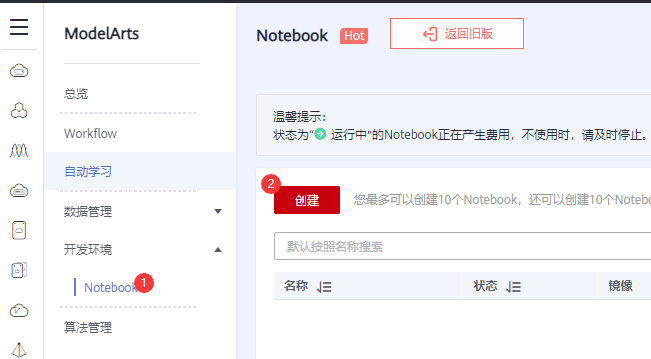 ModelArts
总览
Workflow
自动学习
数据管理
开发环境
Notebook 1
算法管理
Notebook Hot 返回旧版
温馨提示：
状态为“运行中”的Notebook正在产生费用，不使用时，请及时停止。
2
创建 您最多可以创建10个Notebook，还可以创建10个Notebo
默认按照名称搜索
名称 状态 镜像